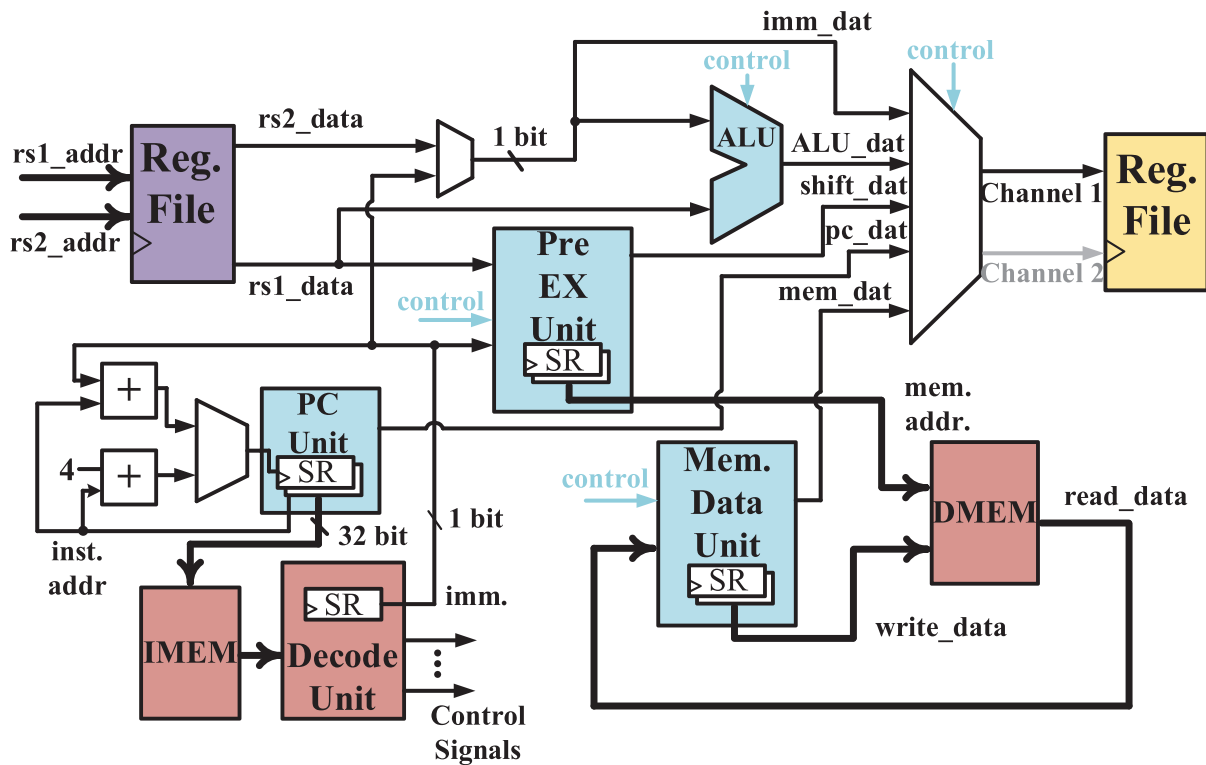 imm_dat
control
control
rs2_data
1 bit
ALU
ALU_dat
rs1_addr
Reg.
File
rs2_addr
shift_dat
Channel 1
Reg.
File
pc_dat
Channel 2
rs1_data
Pre
EX
Unit
SR
control
mem_dat
+
4
+
PC
Unit
SR
mem.
addr.
control
Mem.
Data
Unit
SR
DMEM
read_data
inst.
addr
32 bit
1 bit
SR
imm.
write_data
IMEM
Decode
Unit
Control
Signals